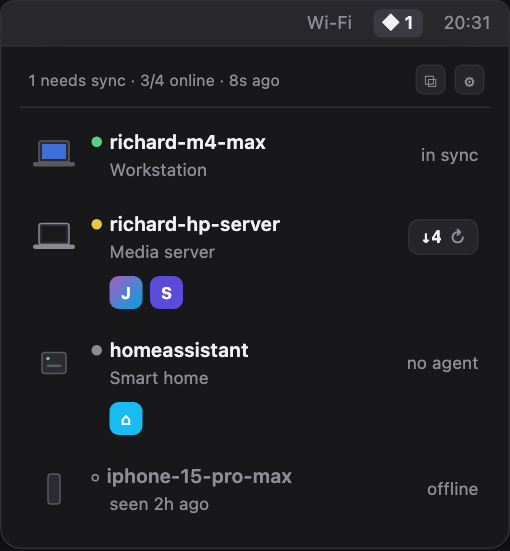 Wi-Fi ◆ 1 20:31
1 needs sync · 3/4 online · 8s ago
richard-m4-max
Workstation
in sync
richard-hp-server
Media server
↓4
J S
homeassistant
Smart home
no agent
iphone-15-pro-max
seen 2h ago
offline